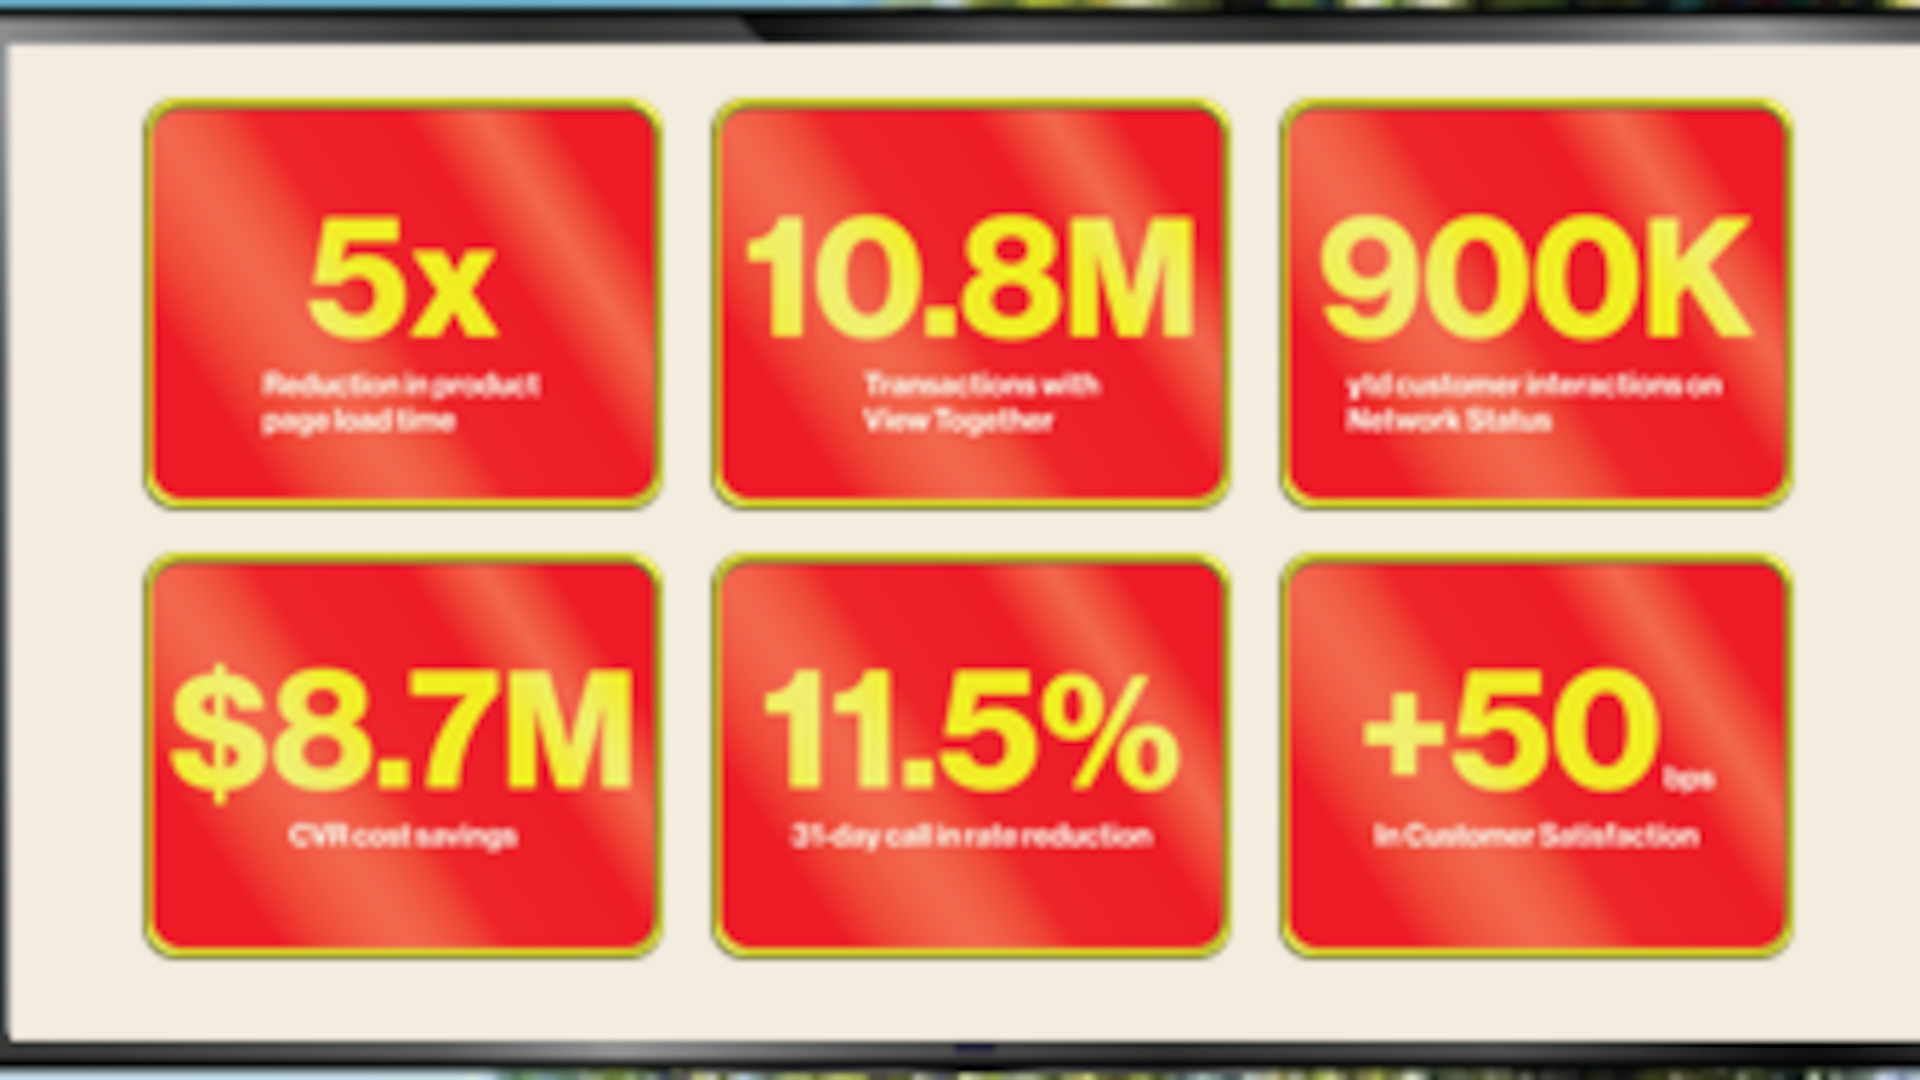 5x
Reduction in product
page load time
10.8M
Transactions with
View Together
900K
ytd customer interactions on
Network Status
$8.7M
CVR cost savings
11.5%
31-day call in rate reduction
+50 bps
In Customer Satisfaction